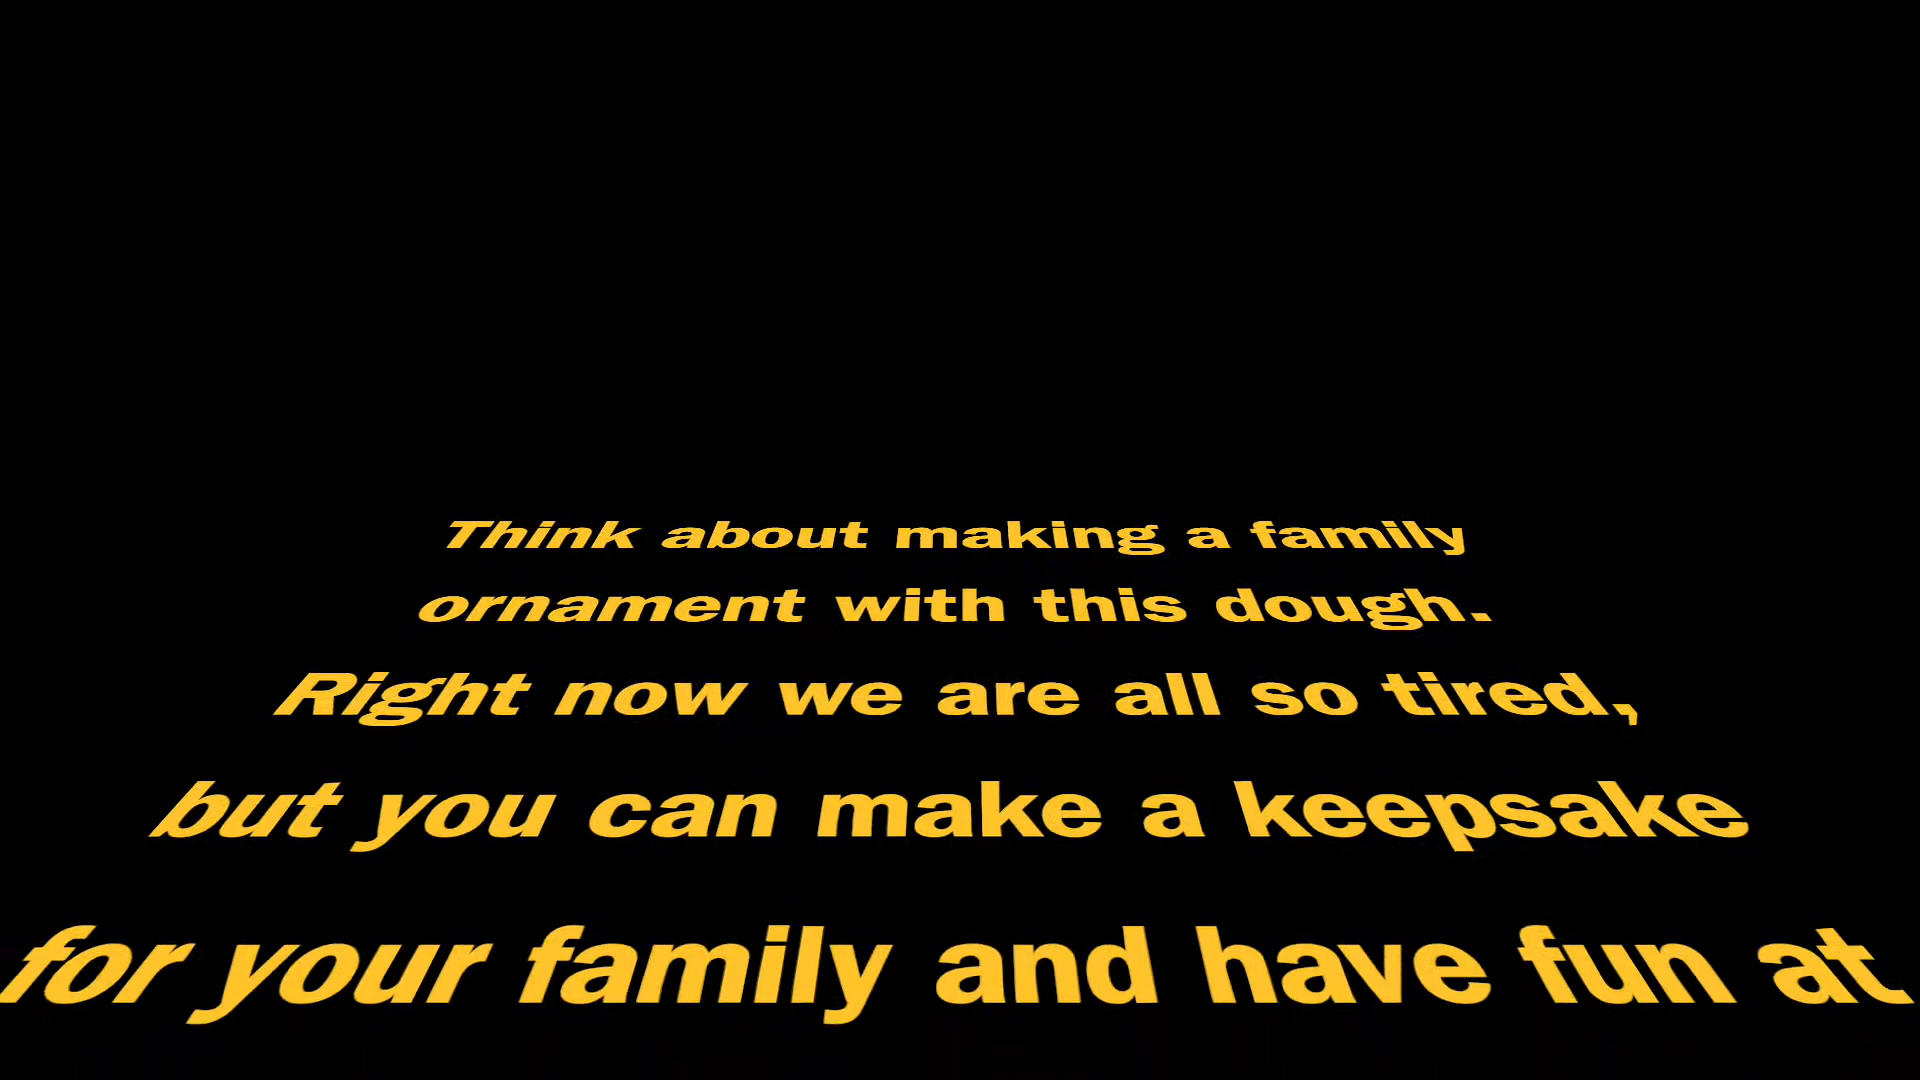 Think about making a family
ornament with this dough.
Right now we are all so tired,
but you can make a keepsake
for your family and have fun at